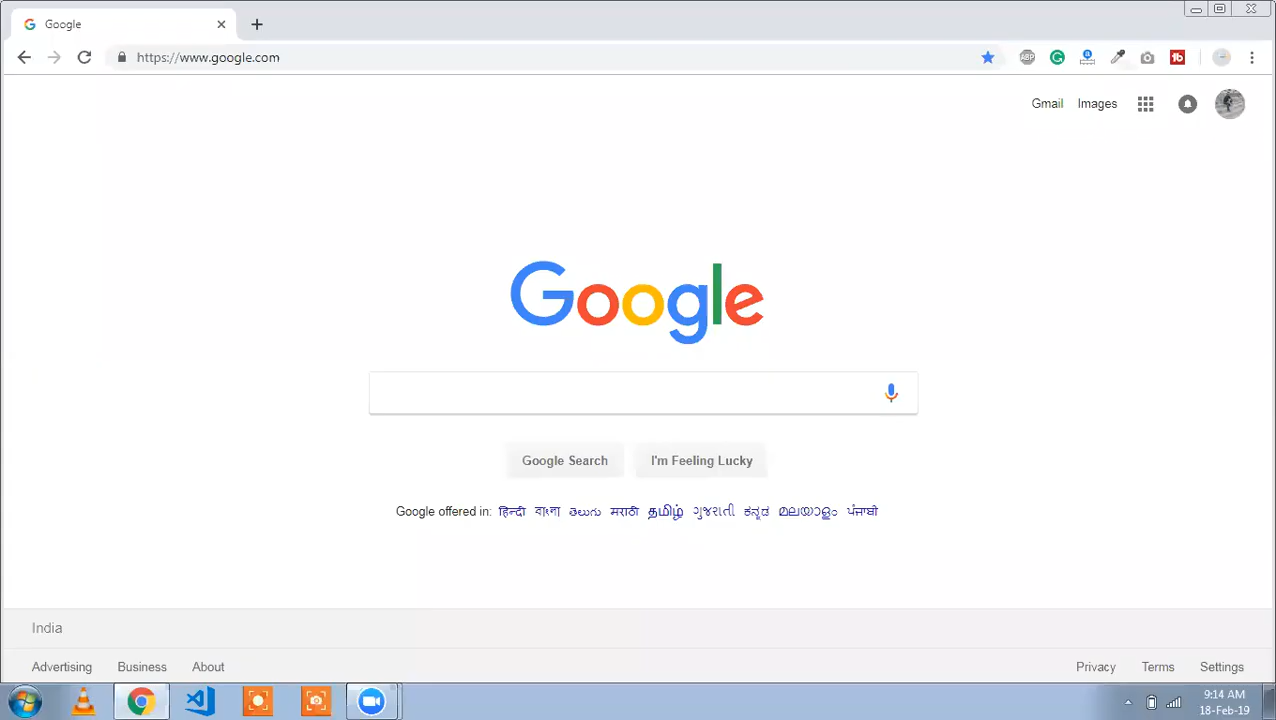 Google
https://www.google.com
ABP
Gmail Images
Google
Google Search I'm Feeling Lucky
Google offered in: हिन्दी বাংলা తెలుగు मराठी தமிழ் ગુજરાતી ಕನ್ನಡ മലയാളം ਪੰਜਾਬੀ
India
Advertising Business About Privacy Terms Settings
9:14 AM
18-Feb-19